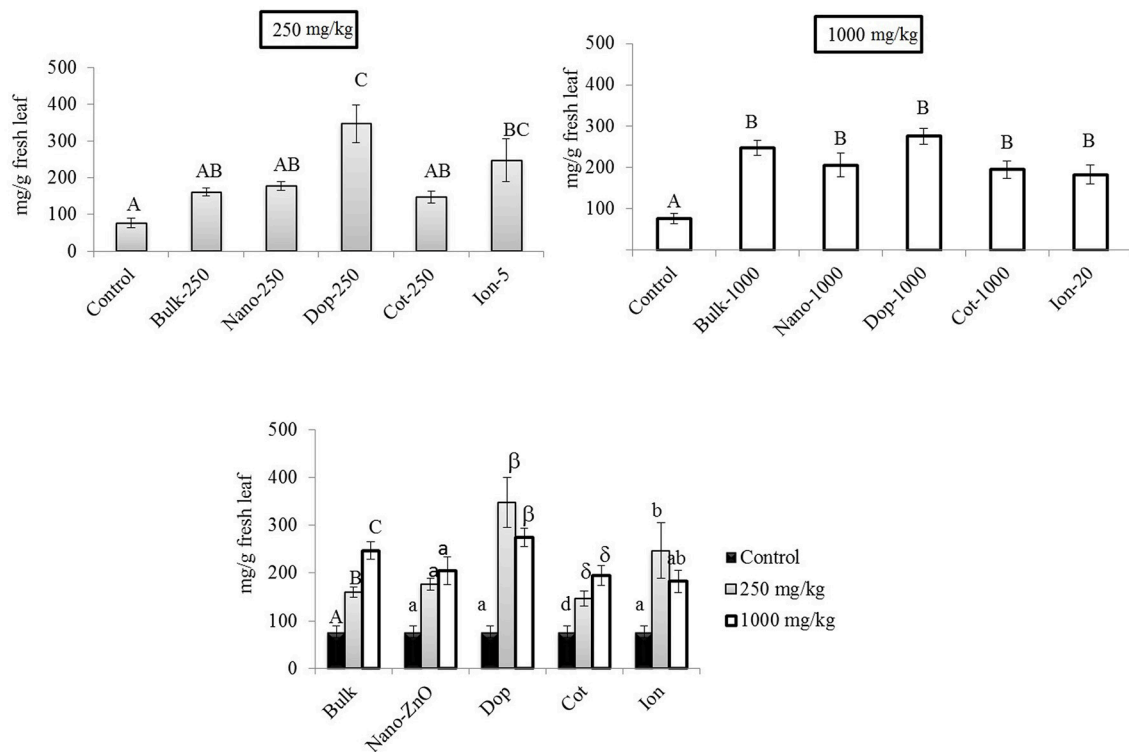 250 mg/kg
mg/g fresh leaf
500
400
300
200
100
0
A
AB
AB
C
AB
BC
Control
Bulk-250
Nano-250
Dop-250
Cot-250
Ion-5
1000 mg/kg
mg/g fresh leaf
500
400
300
200
100
A
B
B
B
B
B
Control
Bulk-1000
Nano-1000
Dop-1000
Cot-1000
Ion-20
mg/g fresh leaf
500
400
300
200
100
0
A
B
C
a
a
a
a
β
β
d
δ
δ
a
b
ab
Bulk
Nano-ZnO
Dop
Cot
Ion
Control
250 mg/kg
1000 mg/kg